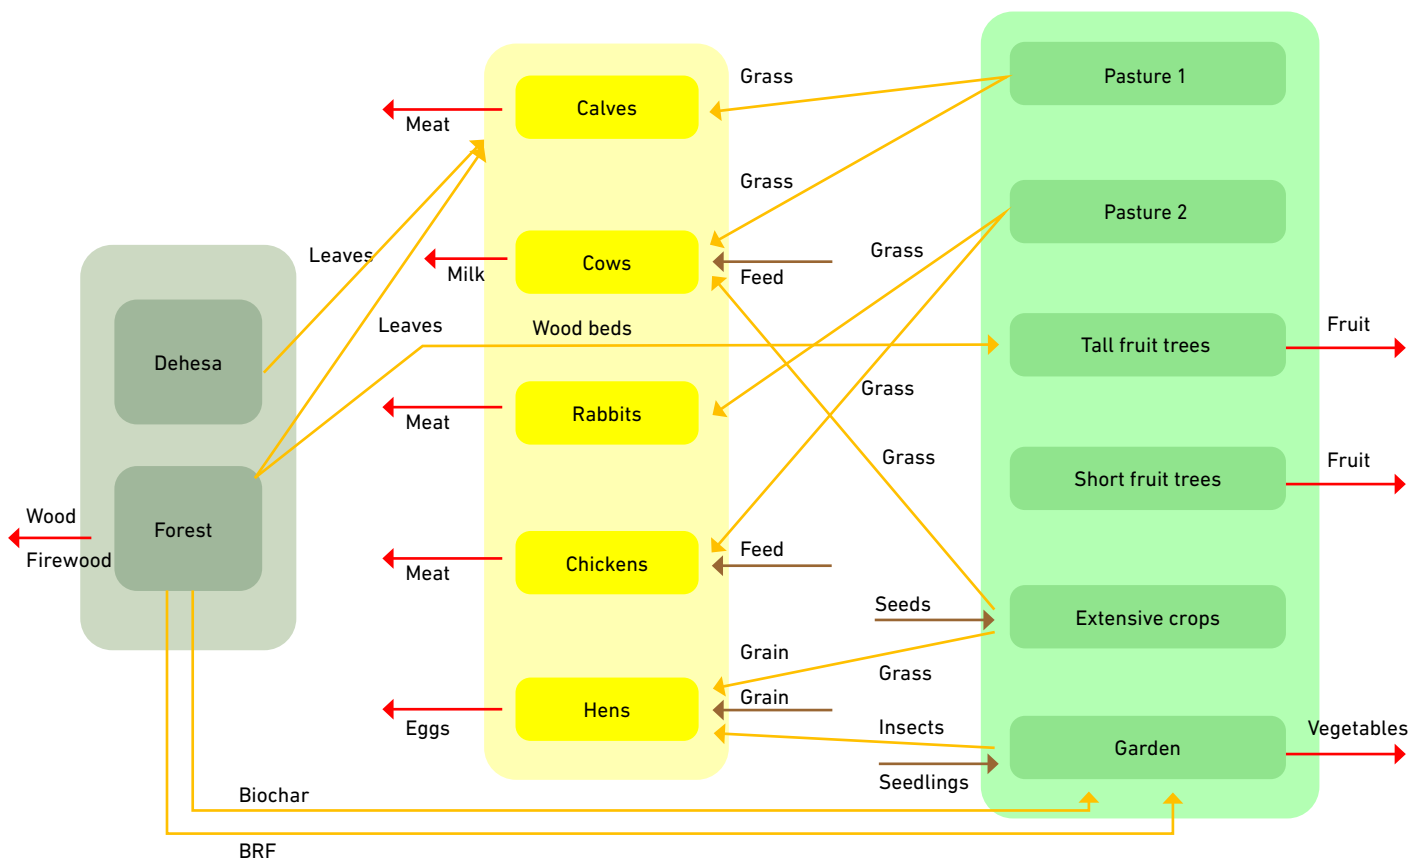 Pasture 1
Grass
Calves
Meat
Grass
Pasture 2
Leaves
Grass
Cows
Milk
Feed
Leaves
Wood beds
Fruit
Tall fruit trees
Dehesa
Grass
Rabbits
Meat
Grass
Fruit
Short fruit trees
Wood
Forest
Firewood
Feed
Chickens
Meat
Seeds
Extensive crops
Grain
Grass
Grain
Hens
Eggs
Insects
Vegetables
Garden
Seedlings
Biochar
BRF